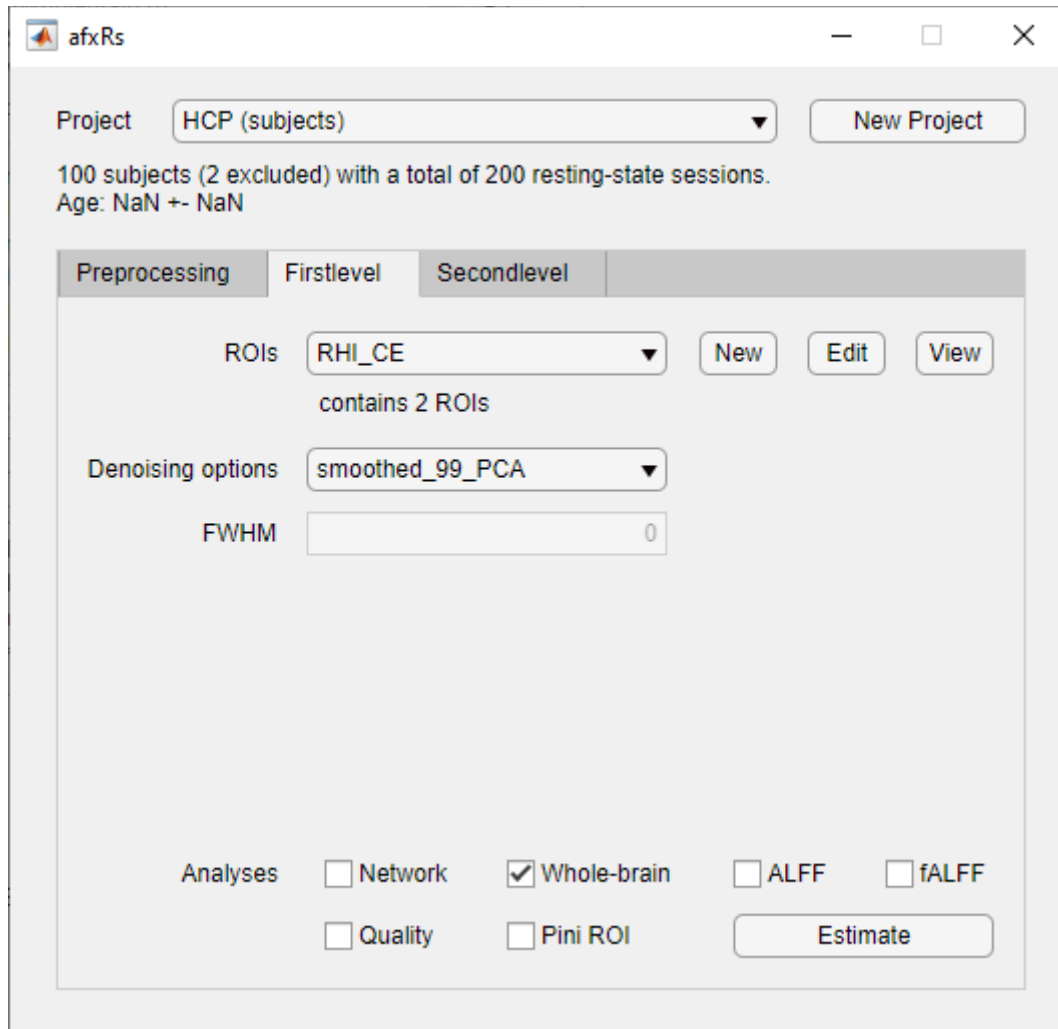 afxRs
Project HCP (subjects) New Project
100 subjects (2 excluded) with a total of 200 resting-state sessions.
Age: NaN +- NaN
Preprocessing Firstlevel Secondlevel
ROIs RHI_CE New Edit View
contains 2 ROIs
Denoising options smoothed_99_PCA
FWHM 0
Analyses Network Whole-brain ALFF fALFF
Quality Pini ROI Estimate